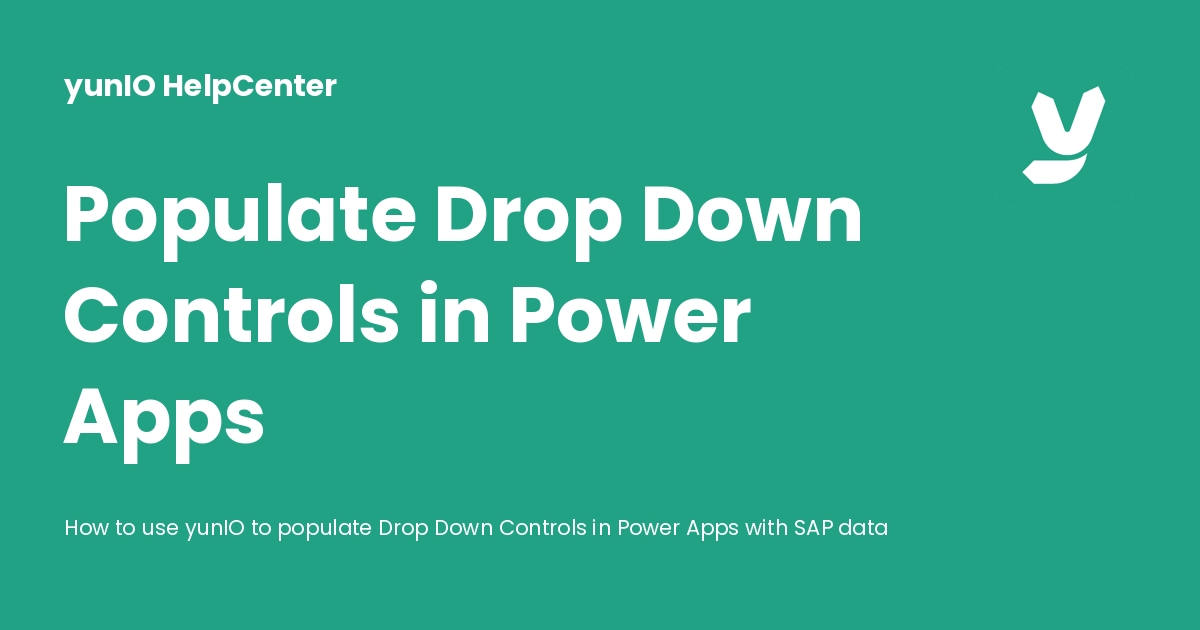 yunIO HelpCenter
Populate Drop Down
Controls in Power
Apps
How to use yunIO to populate Drop Down Controls in Power Apps with SAP data